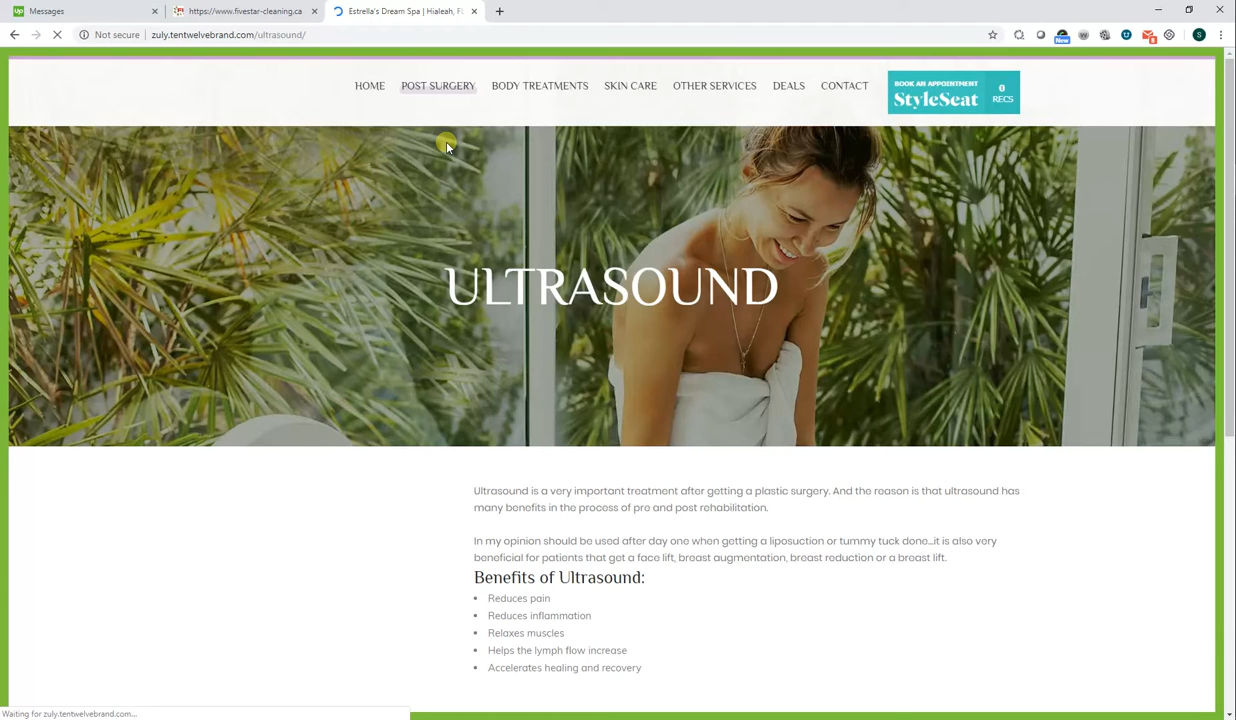 Messages
https://www.fivestar-cleaning.ca
Estrella's Dream Spa | Hialeah, F
Not secure
zuly.tentwelvebrand.com/ultrasound/
New
8
S
HOME
POST SURGERY
BODY TREATMENTS
SKIN CARE
OTHER SERVICES
DEALS
CONTACT
BOOK AN APPOINTMENT
StyleSeat
0
RECS
ULTRASOUND
Ultrasound is a very important treatment after getting a plastic surgery. And the reason is that ultrasound has
many benefits in the process of pre and post rehabilitation.
In my opinion should be used after day one when getting a liposuction or tummy tuck done...it is also very
beneficial for patients that get a face lift, breast augmentation, breast reduction or a breast lift.
Benefits of Ultrasound:
• Reduces pain
• Reduces inflammation
• Relaxes muscles
• Helps the lymph flow increase
• Accelerates healing and recovery
Waiting for zuly.tentwelvebrand.com...